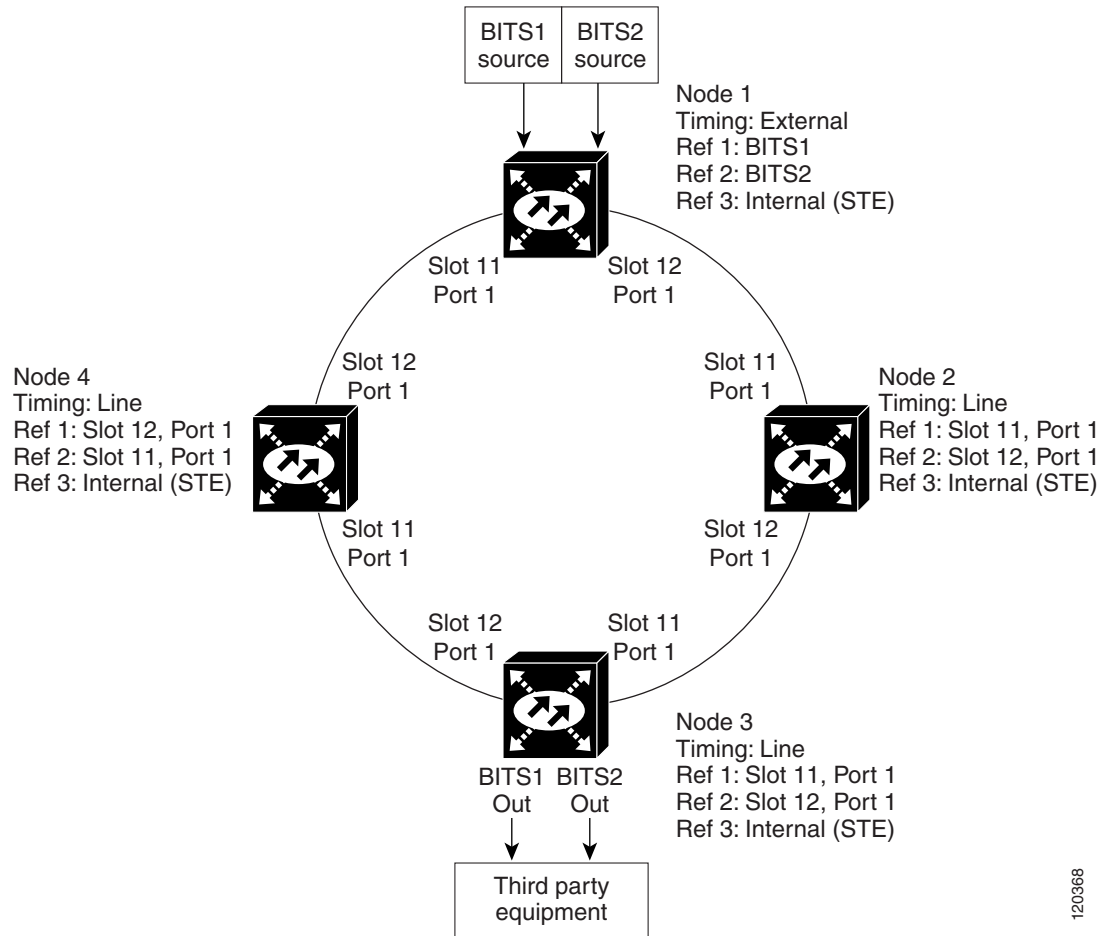 BITS1
source
BITS2
source
Node 1
Timing: External
Ref 1: BITS1
Ref 2: BITS2
Ref 3: Internal (STE)
Slot 11
Port 1
Slot 12
Port 1
Node 4
Timing: Line
Ref 1: Slot 12, Port 1
Ref 2: Slot 11, Port 1
Ref 3: Internal (STE)
Slot 12
Port 1
Slot 11
Port 1
Node 2
Timing: Line
Ref 1: Slot 11, Port 1
Ref 2: Slot 12, Port 1
Ref 3: Internal (STE)
Slot 11
Port 1
Slot 12
Port 1
Slot 12
Port 1
Slot 11
Port 1
Node 3
Timing: Line
Ref 1: Slot 11, Port 1
Ref 2: Slot 12, Port 1
Ref 3: Internal (STE)
BITS1
Out
BITS2
Out
Third party
equipment
120368